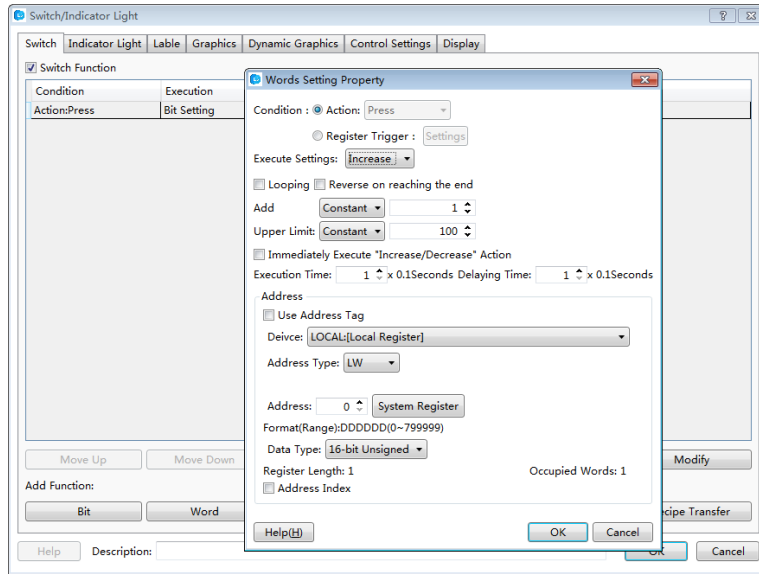 Switch/Indicator Light
Switch Indicator Light Lable Graphics Dynamic Graphics Control Settings Display
Switch Function
Condition Execution
Action:Press Bit Setting
Words Setting Property
Condition : Action: Press
Register Trigger : Settings
Execute Settings: Increase
Looping Reverse on reaching the end
Add Constant 1
Upper Limit: Constant 100
Immediately Execute "Increase/Decrease" Action
Execution Time: 1 x 0.1Seconds Delaying Time: 1 x 0.1Seconds
Address
Use Address Tag
Deivce: LOCAL:[Local Register]
Address Type: LW
Address: 0 System Register
Format(Range):DDDDDD(0~799999)
Data Type: 16-bit Unsigned
Register Length: 1 Occupied Words: 1
Address Index
Help(H) OK Cancel
Move Up Move Down Modify
Add Function:
Bit Word ecipe Transfer
Help Description: OK Cancel